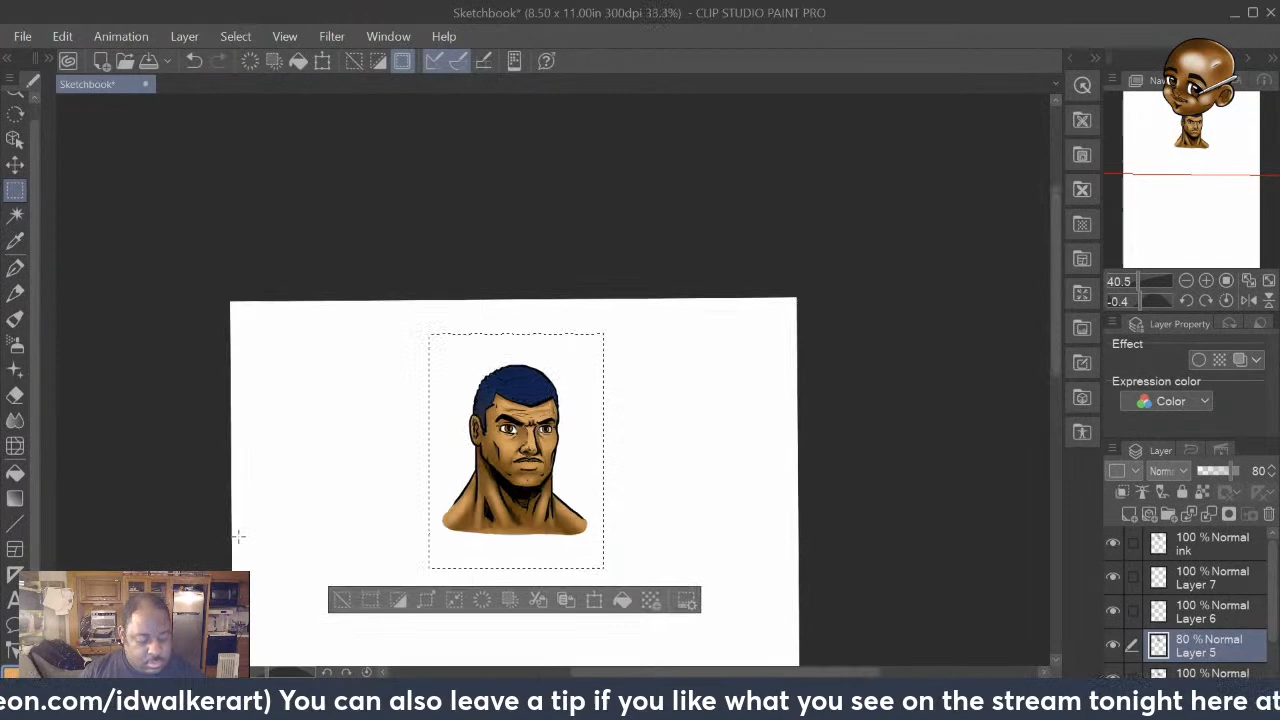 Sketchbook* (8.50 x 11.00in 300dpi 33.3%) - CLIP STUDIO PAINT PRO
File Edit Animation Layer Select View Filter Window Help
Sketchbook*
40.5
-0.4
Layer Property
Effect
Expression color
Color
Layer
80
100 % Normal
ink
100 % Normal
Layer 7
100 % Normal
Layer 6
80 % Normal
Layer 5
100 % Normal
eon.com/idwalkerart) You can also leave a tip if you like what you see on the stream tonight here at